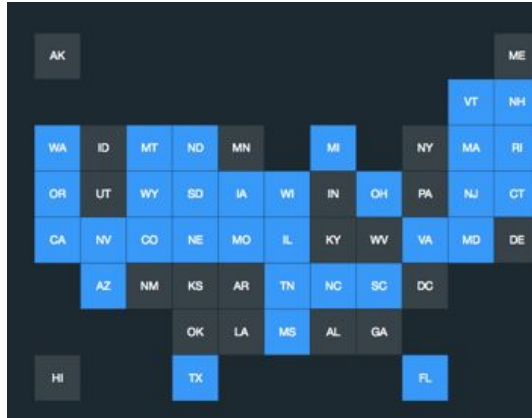 AK ME
VT NH
WA ID MT ND MN MI NY MA RI
OR UT WY SD IA WI IN OH PA NJ CT
CA NV CO NE MO IL KY WV VA MD DE
AZ NM KS AR TN NC SC DC
OK LA MS AL GA
HI TX FL